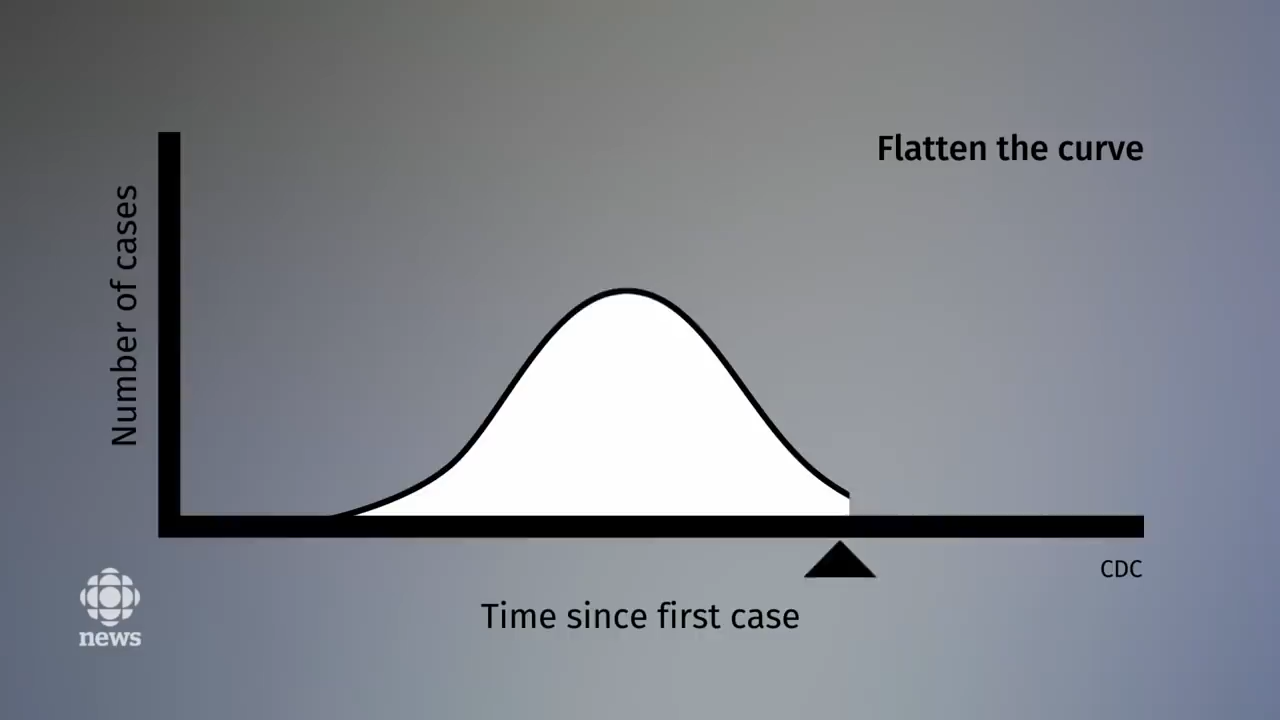 Flatten the curve
Number of cases
CDC
Time since first case
news